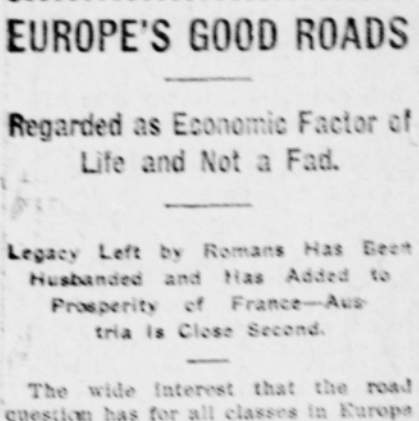 EUROPE'S GOOD ROADS
Regarded as Economic Factor of
Life and Not a Fad.
Legacy Left by Romans Has Been
Husbanded and Has Added to
Prosperity of France—Aus-
tria Is Close Second.
The wide interest that the road
question has for all classes in Europe